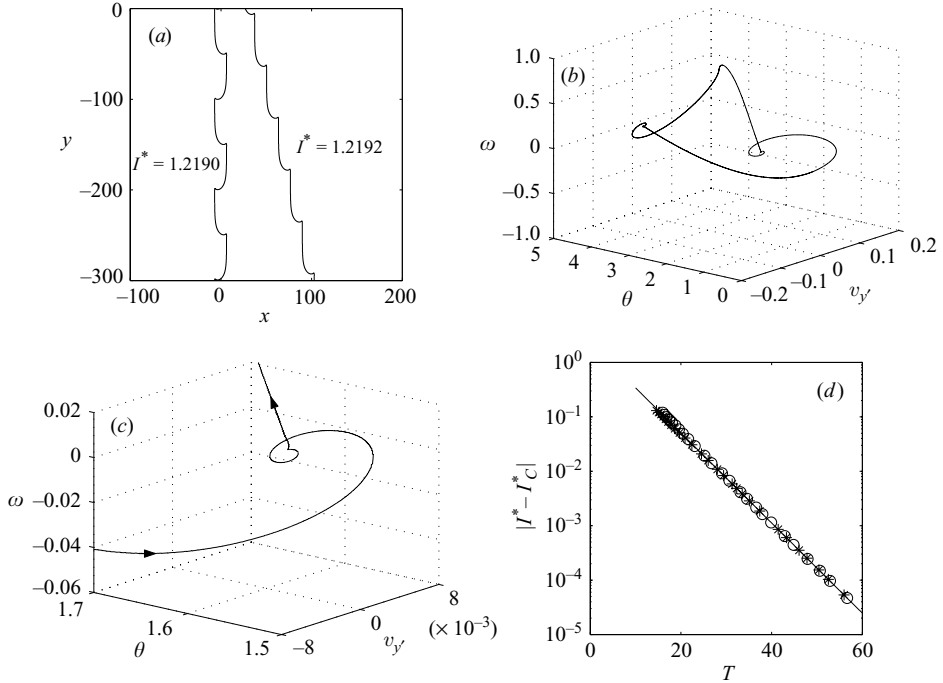 0
(a)
−100
y
I* = 1.2190
I* = 1.2192
−200
−300
−100
0
100
200
x
1.0
(b)
0.5
ω
0
−0.5
−1.0
5
4
3
2
1
0
θ
−0.2
−0.1
0
0.1
0.2
v_y′
0.02
(c)
0
ω
−0.02
−0.04
−0.06
1.7
1.6
1.5
θ
−8
0
8
(× 10⁻³)
v_y′
10⁰
(d)
10⁻¹
10⁻²
|I* − I*_C|
10⁻³
10⁻⁴
10⁻⁵
0
20
40
60
T